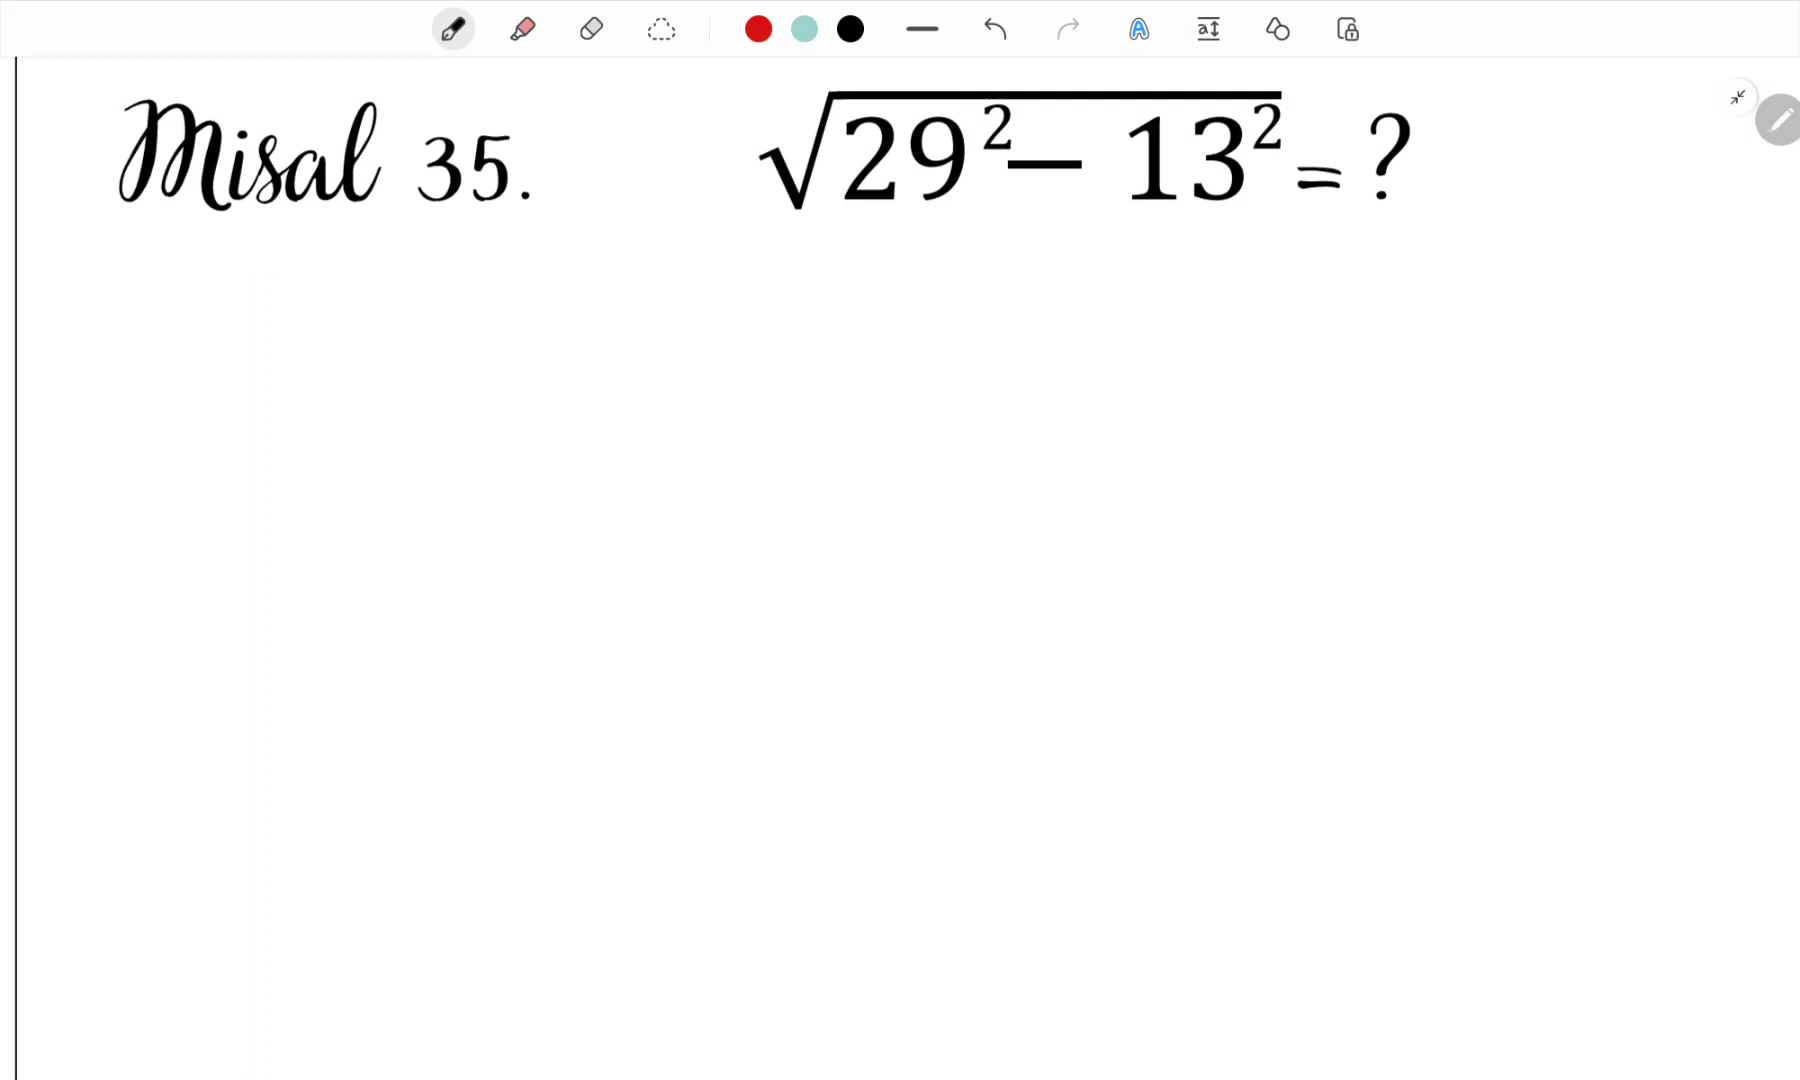 Misal 35. √29² − 13² = ?